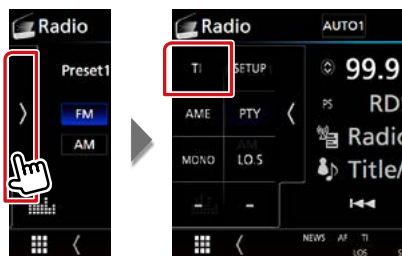 Radio
Preset1
FM
AM
Radio AUTO1
TI SETUP 99.9
PS RD
AME PTY
Radio
MONO LO.S
Title/
NEWS AF TI
LOS